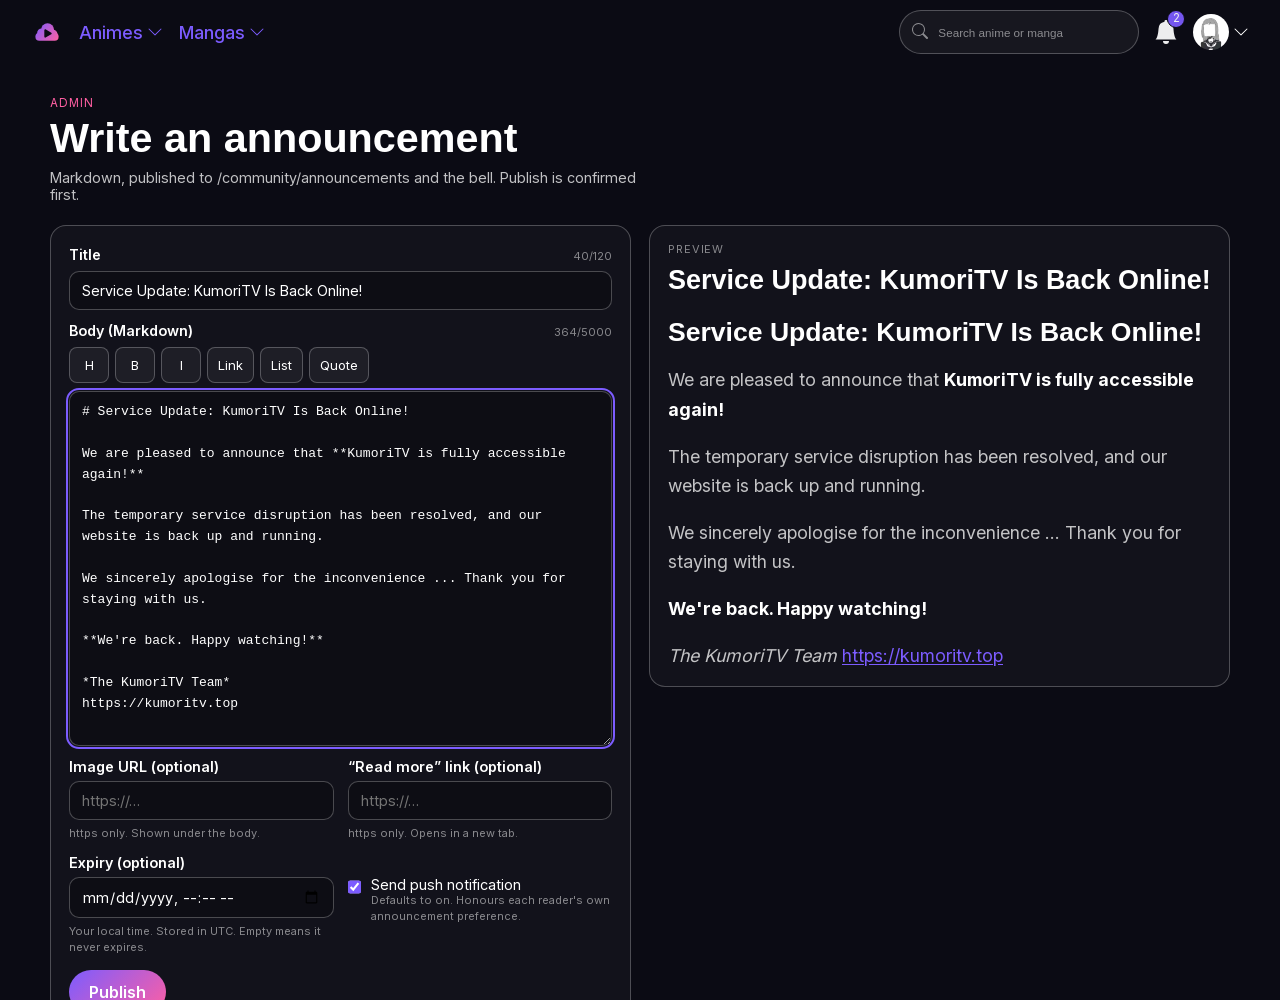 Animes
Mangas
Search anime or manga
2
ADMIN
Write an announcement
Markdown, published to /community/announcements and the bell. Publish is confirmed
first.
Title
40/120
Service Update: KumoriTV Is Back Online!
Body (Markdown)
364/5000
H
B
I
Link
List
Quote
# Service Update: KumoriTV Is Back Online!
We are pleased to announce that **KumoriTV is fully accessible
again!**
The temporary service disruption has been resolved, and our
website is back up and running.
We sincerely apologise for the inconvenience ... Thank you for
staying with us.
**We're back. Happy watching!**
*The KumoriTV Team*
https://kumoritv.top
Image URL (optional)
https://...
https only. Shown under the body.
“Read more” link (optional)
https://...
https only. Opens in a new tab.
Expiry (optional)
mm/dd/yyyy, --:-- --
Your local time. Stored in UTC. Empty means it
never expires.
Send push notification
Defaults to on. Honours each reader's own
announcement preference.
Publish
PREVIEW
Service Update: KumoriTV Is Back Online!
Service Update: KumoriTV Is Back Online!
We are pleased to announce that KumoriTV is fully accessible
again!
The temporary service disruption has been resolved, and our
website is back up and running.
We sincerely apologise for the inconvenience ... Thank you for
staying with us.
We're back. Happy watching!
The KumoriTV Team https://kumoritv.top